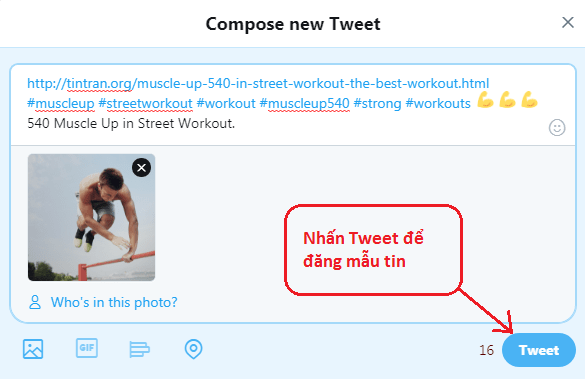 Compose new Tweet
http://tintran.org/muscle-up-540-in-street-workout-the-best-workout.html
#muscleup #streetworkout #workout #muscleup540 #strong #workouts 💪💪💪
540 Muscle Up in Street Workout.
Nhấn Tweet để
đăng mẫu tin
Who's in this photo?
GIF
16
Tweet